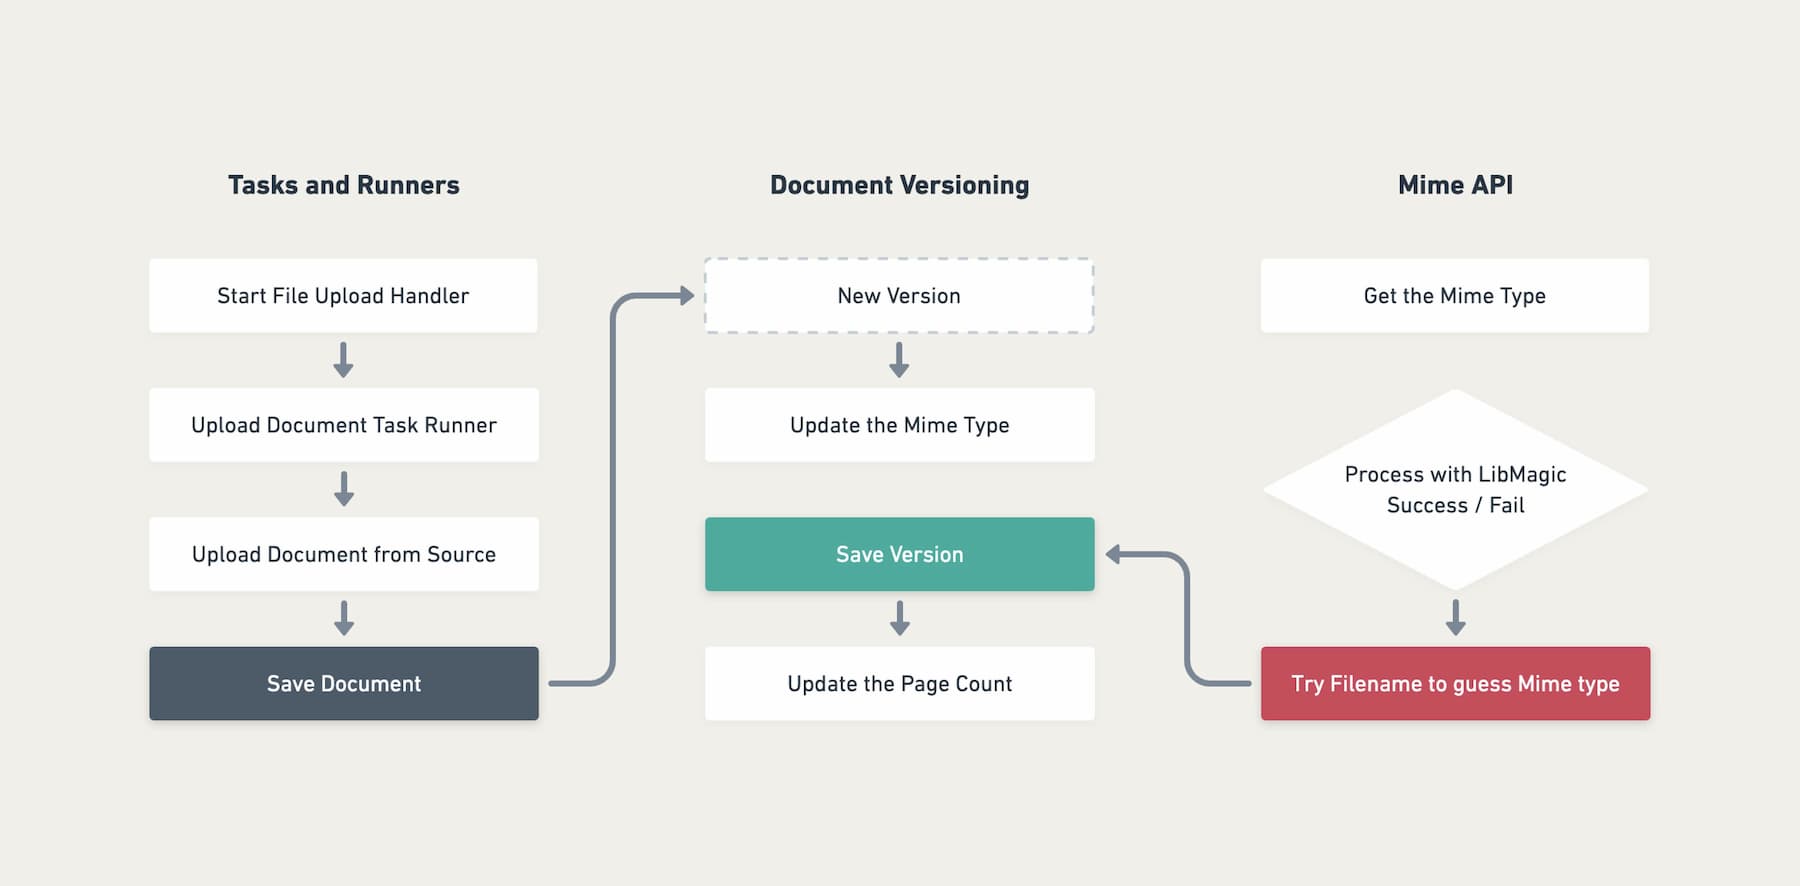 Tasks and Runners
Start File Upload Handler
Upload Document Task Runner
Upload Document from Source
Save Document
Document Versioning
New Version
Update the Mime Type
Save Version
Update the Page Count
Mime API
Get the Mime Type
Process with LibMagic
Success / Fail
Try Filename to guess Mime type